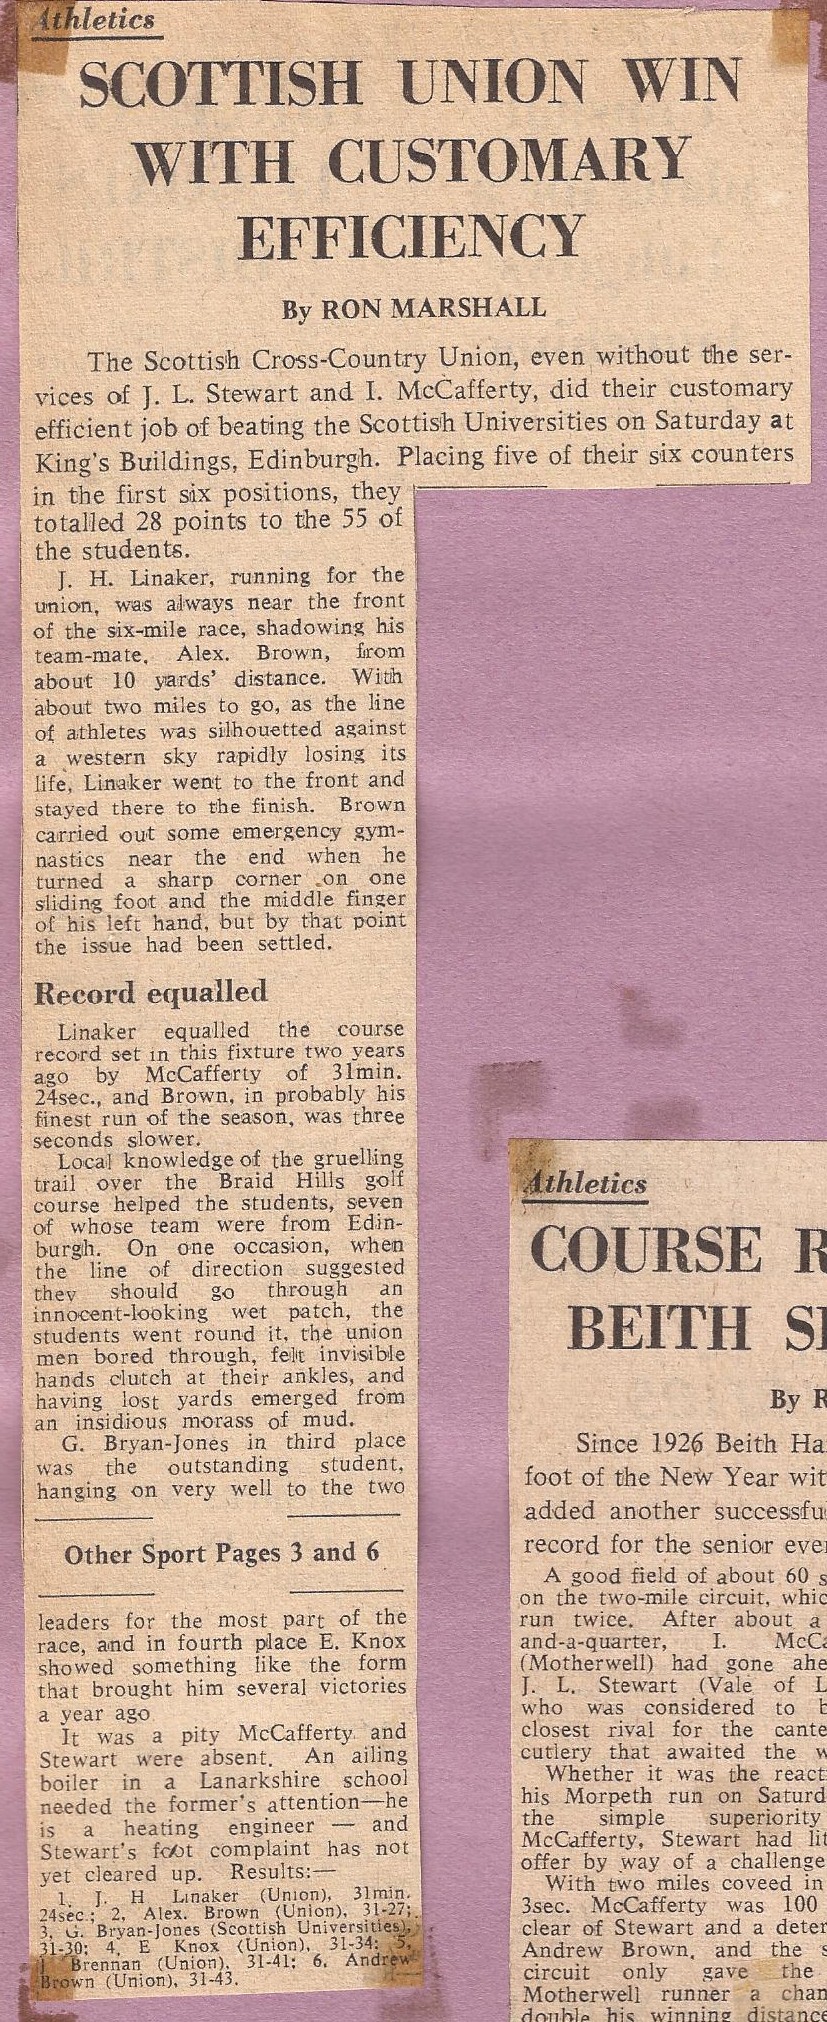 Athletics
SCOTTISH UNION WIN
WITH CUSTOMARY
EFFICIENCY
By RON MARSHALL
The Scottish Cross-Country Union, even without the ser-
vices of J. L. Stewart and I. McCafferty, did their customary
efficient job of beating the Scottish Universities on Saturday at
King's Buildings, Edinburgh. Placing five of their six counters
in the first six positions, they
totalled 28 points to the 55 of
the students.
J. H. Linaker, running for the
union, was always near the front
of the six-mile race, shadowing his
team-mate, Alex. Brown, from
about 10 yards' distance. With
about two miles to go, as the line
of athletes was silhouetted against
a western sky rapidly losing its
life, Linaker went to the front and
stayed there to the finish. Brown
carried out some emergency gym-
nastics near the end when he
turned a sharp corner on one
sliding foot and the middle finger
of his left hand, but by that point
the issue had been settled.
Record equalled
Linaker equalled the course
record set in this fixture two years
ago by McCafferty of 31min.
24sec., and Brown, in probably his
finest run of the season, was three
seconds slower.
Local knowledge of the gruelling
trail over the Braid Hills golf
course helped the students, seven
of whose team were from Edin-
burgh. On one occasion, when
the line of direction suggested
they should go through an
innocent-looking wet patch, the
students went round it, the union
men bored through, felt invisible
hands clutch at their ankles, and
having lost yards emerged from
an insidious morass of mud.
G. Bryan-Jones in third place
was the outstanding student,
hanging on very well to the two
Other Sport Pages 3 and 6
leaders for the most part of the
race, and in fourth place E. Knox
showed something like the form
that brought him several victories
a year ago
It was a pity McCafferty and
Stewart were absent. An ailing
boiler in a Lanarkshire school
needed the former's attention—he
is a heating engineer — and
Stewart's foot complaint has not
yet cleared up. Results:—
1, J. H Linaker (Union), 31min.
24sec.; 2, Alex. Brown (Union), 31-27;
3, G. Bryan-Jones (Scottish Universities),
31-30; 4, E Knox (Union), 31-34; 5,
Brennan (Union), 31-41; 6, Andrew
Brown (Union), 31-43.
Athletics
COURSE R
BEITH S
By R
Since 1926 Beith Ha
foot of the New Year wit
added another successfu
record for the senior eve
A good field of about 60 s
on the two-mile circuit, whic
run twice. After about a
and-a-quarter, I. McCa
(Motherwell) had gone ahe
J. L. Stewart (Vale of L
who was considered to b
closest rival for the cante
cutlery that awaited the w
Whether it was the react
his Morpeth run on Saturd
the simple superiority
McCafferty, Stewart had lit
offer by way of a challenge
With two miles coveed in
3sec. McCafferty was 100
clear of Stewart and a deter
Andrew Brown, and the s
circuit only gave the
Motherwell runner a chan
double his winning distance